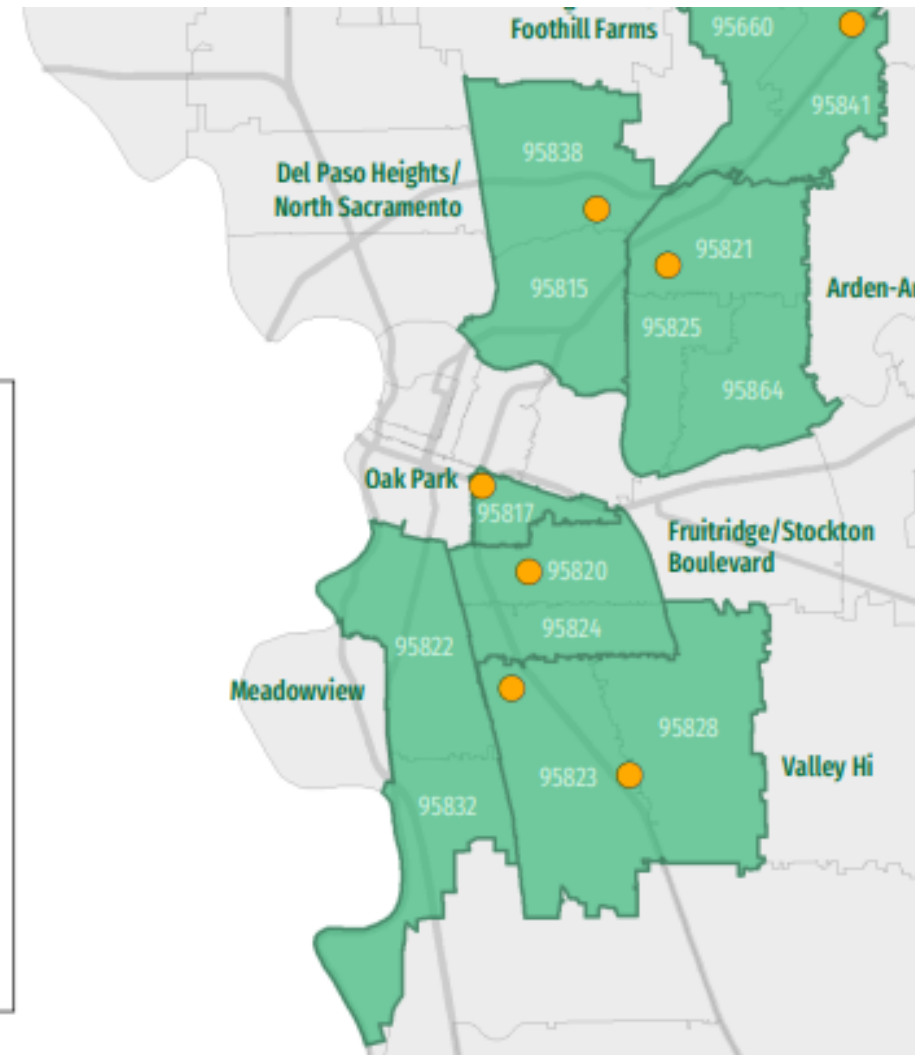 Foothill Farms
95660
95841
95838
Del Paso Heights/
North Sacramento
95821
95815
Arden-Ar
95825
95864
Oak Park
95817
Fruitridge/Stockton
Boulevard
95820
95824
95822
Meadowview
95828
Valley Hi
95823
95832